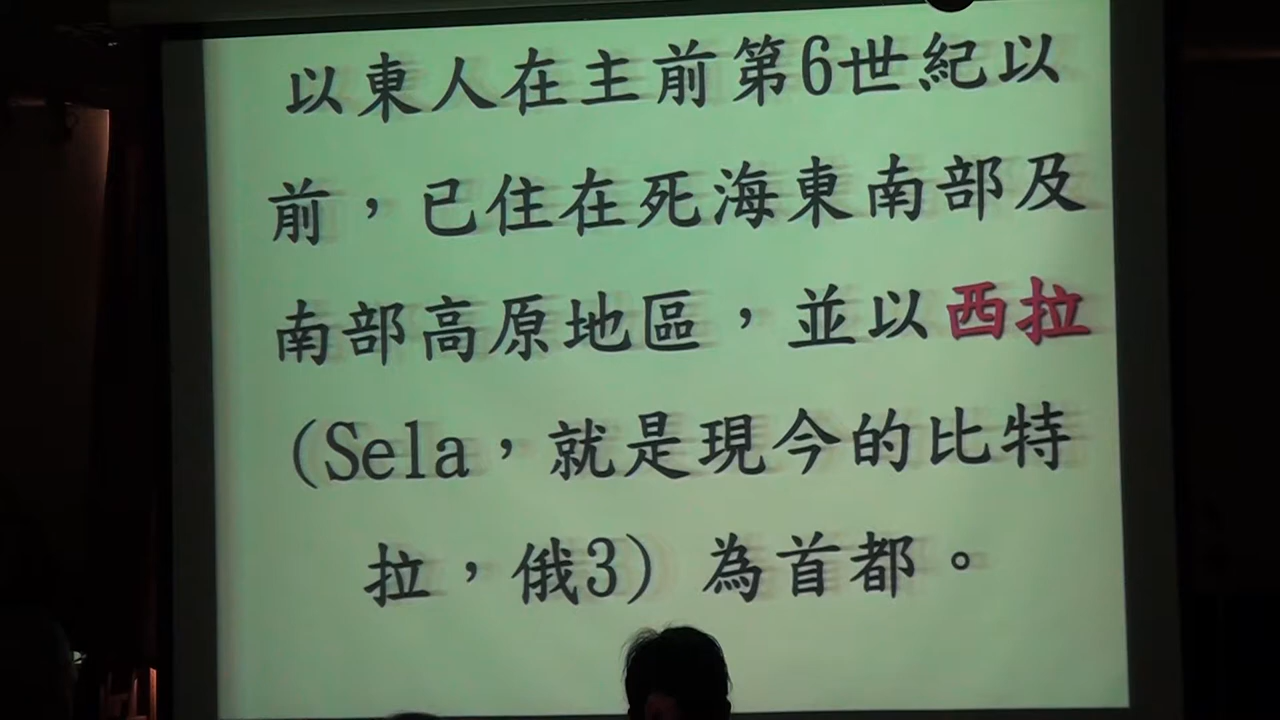 以東人在主前第6世紀以
前，已住在死海東南部及
南部高原地區，並以西拉
(Sela，就是現今的比特
拉，俄3)為首都。